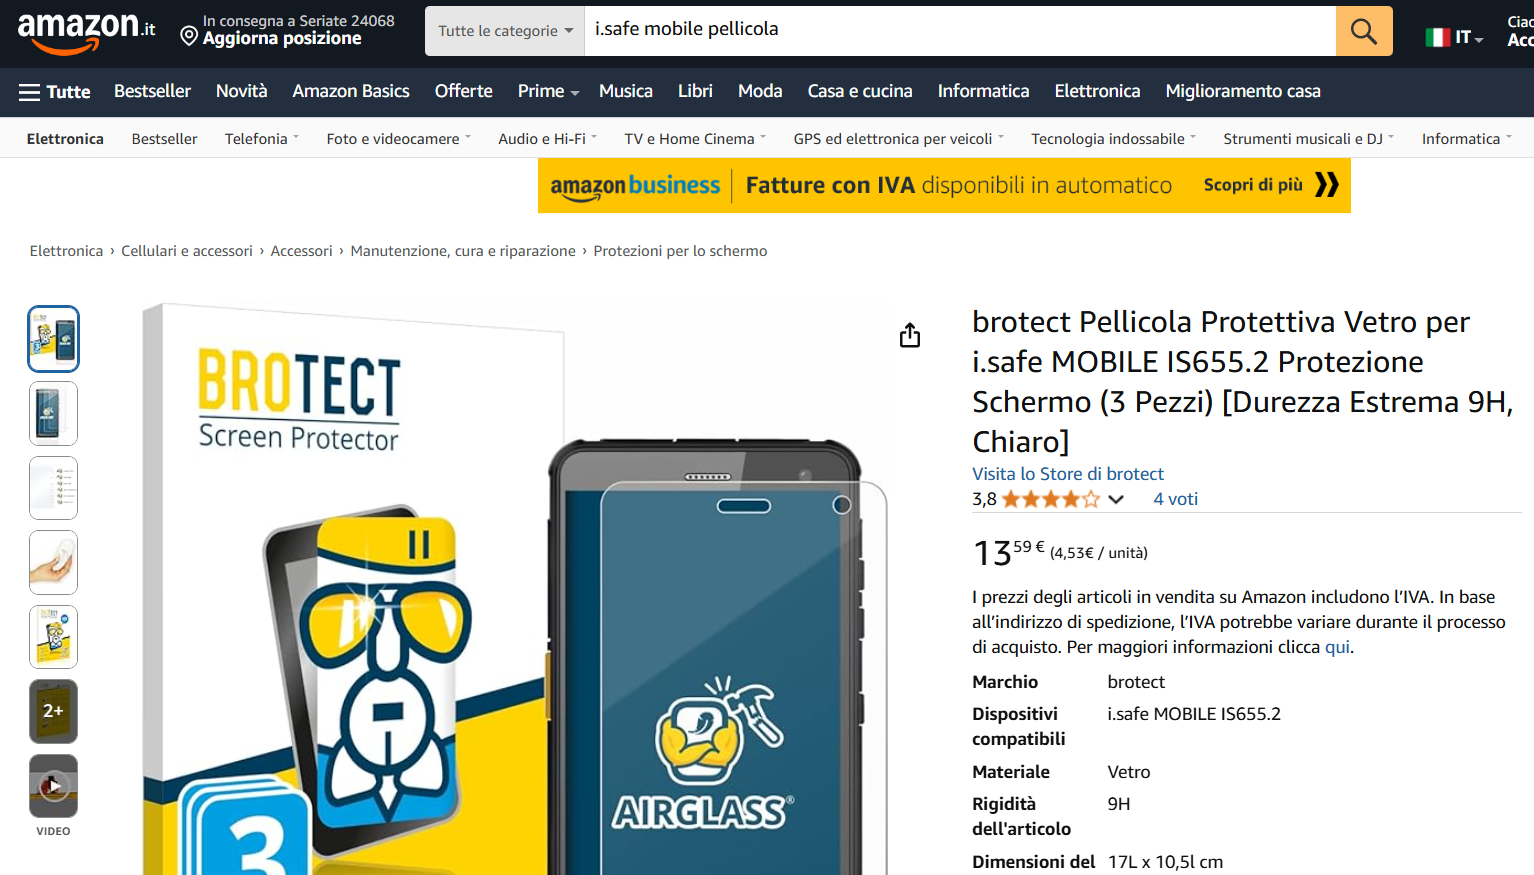 amazon.it
In consegna a Seriate 24068
Aggiorna posizione
Tutte le categorie
i.safe mobile pellicola
IT
Ciao
Acc
Tutte
Bestseller
Novità
Amazon Basics
Offerte
Prime
Musica
Libri
Moda
Casa e cucina
Informatica
Elettronica
Miglioramento casa
Elettronica
Bestseller
Telefonia
Foto e videocamere
Audio e Hi-Fi
TV e Home Cinema
GPS ed elettronica per veicoli
Tecnologia indossabile
Strumenti musicali e DJ
Informatica
amazon business
Fatture con IVA disponibili in automatico
Scopri di più
Elettronica › Cellulari e accessori › Accessori › Manutenzione, cura e riparazione › Protezioni per lo schermo
2+
VIDEO
BROTECT
Screen Protector
3
AIRGLASS®
brotect Pellicola Protettiva Vetro per
i.safe MOBILE IS655.2 Protezione
Schermo (3 Pezzi) [Durezza Estrema 9H,
Chiaro]
Visita lo Store di brotect
3,8
4 voti
13 59 € (4,53€ / unità)
I prezzi degli articoli in vendita su Amazon includono l’IVA. In base
all’indirizzo di spedizione, l’IVA potrebbe variare durante il processo
di acquisto. Per maggiori informazioni clicca qui.
Marchio brotect
Dispositivi i.safe MOBILE IS655.2
compatibili
Materiale Vetro
Rigidità 9H
dell'articolo
Dimensioni del 17L x 10,5l cm